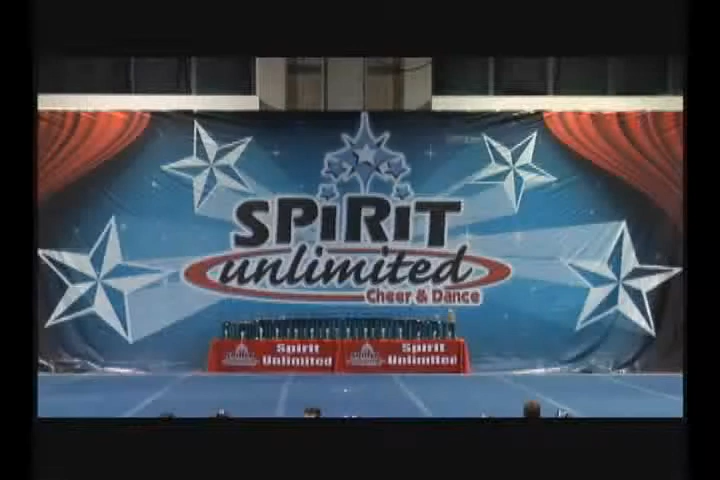 SPiRiT
unlimited
Cheer & Dance
Spirit
Unlimited
Spirit
Unlimited